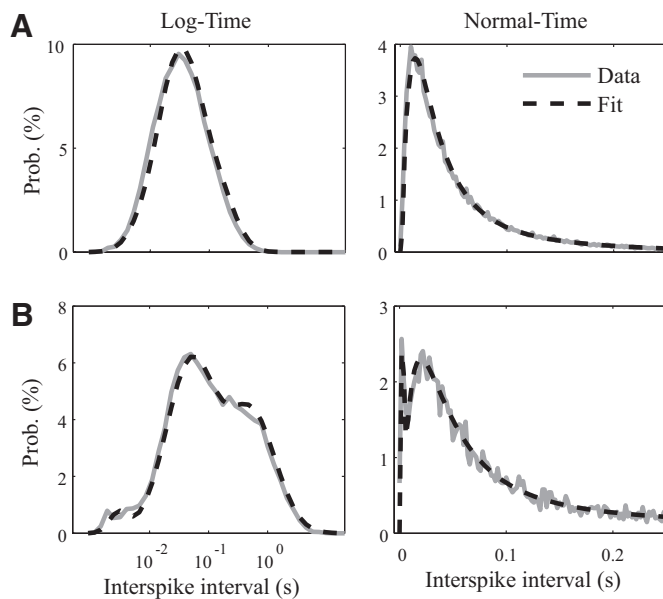 A
Log-Time
Normal-Time
Prob. (%)
10
5
0
4
3
2
1
0
Data
Fit
B
Prob. (%)
8
6
4
2
0
10⁻² 10⁻¹ 10⁰
Interspike interval (s)
3
2
1
0
0 0.1 0.2
Interspike interval (s)